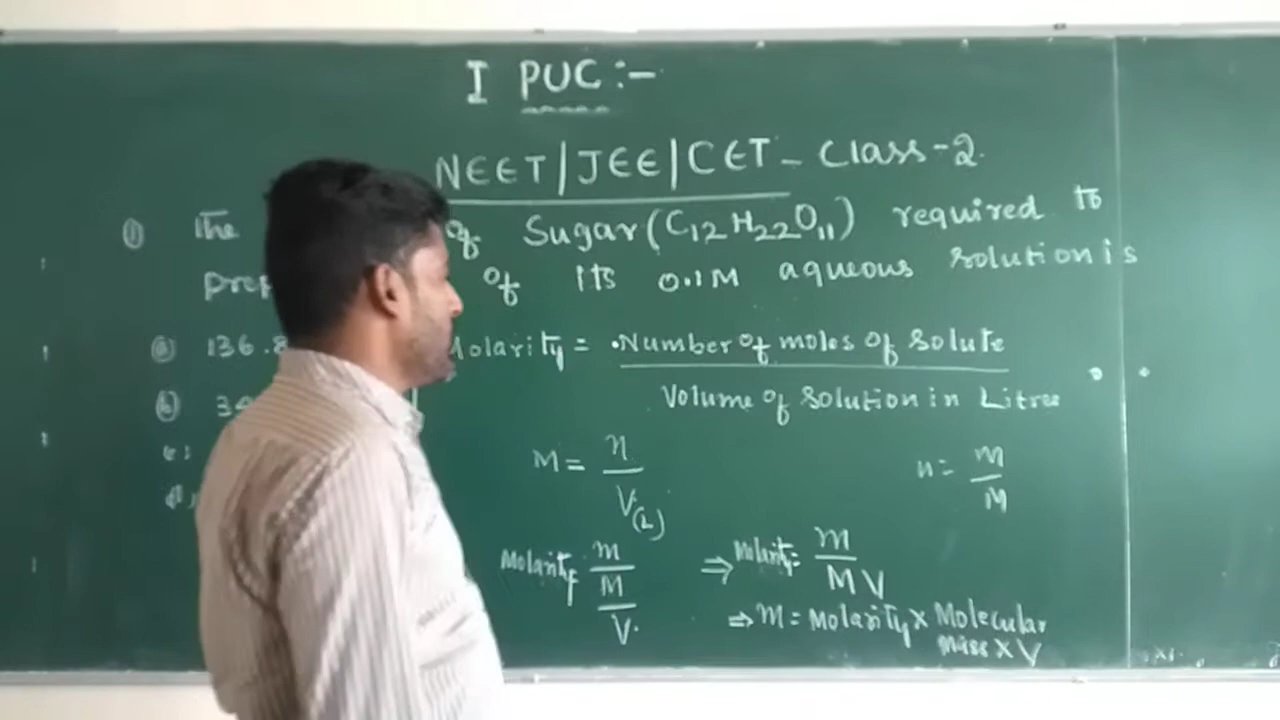 I PUC :-
NEET/JEE/CET - Class-2.
① The of Sugar (C₁₂H₂₂O₁₁) required to
prep of its 0.1M aqueous solution is
ⓐ 136.8
Molarity = Number of moles of Solute
Volume of Solution in Litres
ⓑ 34
M = n / V(L)
n = m / M
Molarity = m / M / V
⇒ Molarity = m / MV
⇒ m = Molarity x Molecular
mass x V